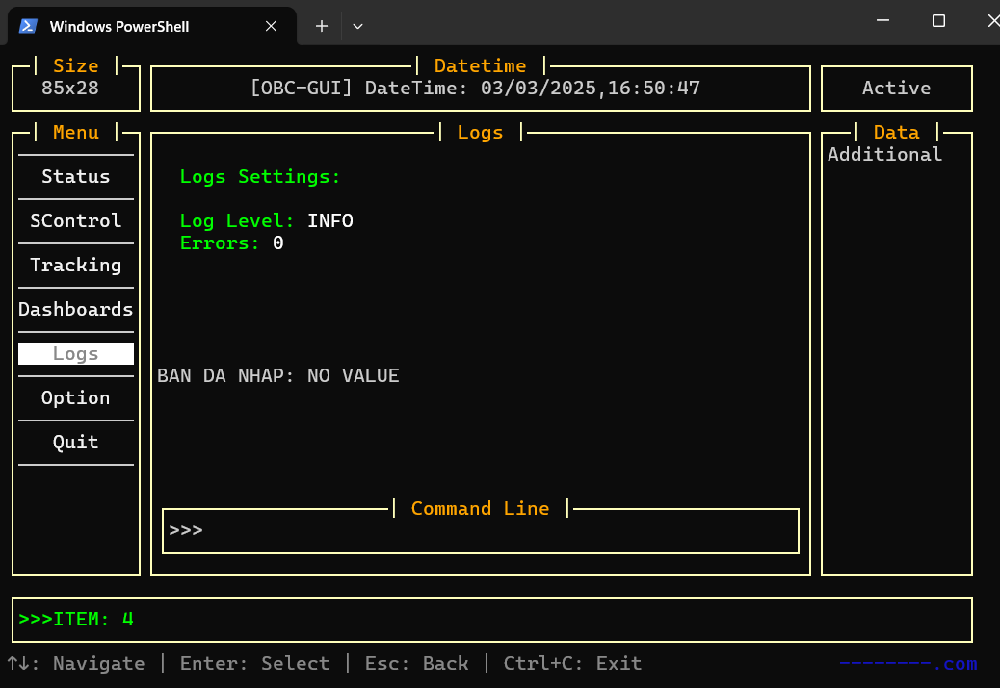 Windows PowerShell
Size
Datetime
85x28
[OBC-GUI] DateTime: 03/03/2025,16:50:47
Active
Menu
Logs
Data
Additional
Status
SControl
Tracking
Dashboards
Logs
Option
Quit
Logs Settings:
Log Level: INFO
Errors: 0
BAN DA NHAP: NO VALUE
Command Line
>>>
>>>ITEM: 4
↑↓: Navigate | Enter: Select | Esc: Back | Ctrl+C: Exit
--------.com